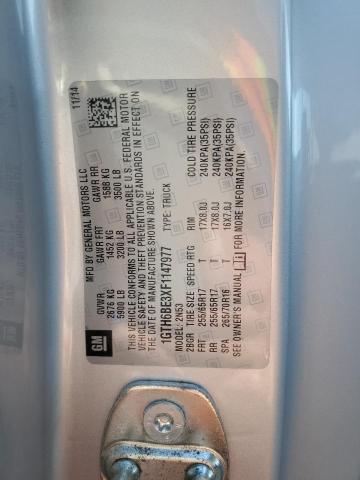 GM
MFD BY GENERAL MOTORS LLC
11/14
GVWR GAWR FRT GAWR RR
2676 KG 1452 KG 1588 KG
5900 LB 3200 LB 3500 LB
THIS VEHICLE CONFORMS TO ALL APPLICABLE U.S. FEDERAL MOTOR
VEHICLE SAFETY AND THEFT PREVENTION STANDARDS IN EFFECT ON
THE DATE OF MANUFACTURE SHOWN ABOVE.
1GTH6BE3XF1147977 TYPE: TRUCK
MODEL: 2N53
2BGR TIRE SIZE SPEED RTG RIM COLD TIRE PRESSURE
FRT 255/65R17 T 17X8.0J 240KPA(35PSI)
RR 255/65R17 T 17X8.0J 240KPA(35PSI)
SPA 265/70R16 T 16X7.0J 240KPA(35PSI)
SEE OWNER'S MANUAL FOR MORE INFORMATION.